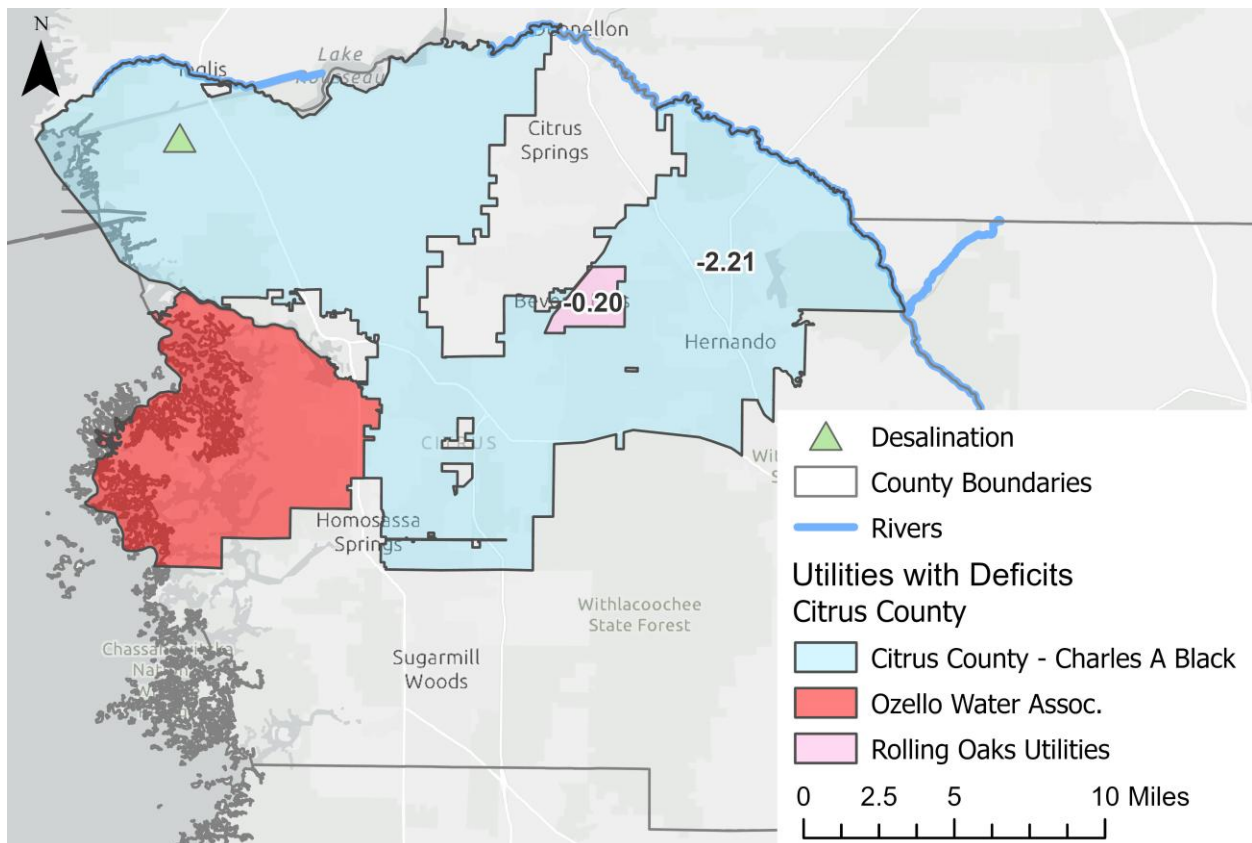 N
Lake
Inglis
Citrus
Springs
-2.21
-0.20
Hernando
CITRUS
Homosassa
Springs
Withlacoochee
State Forest
Sugarmill
Woods
Desalination
County Boundaries
Rivers
Utilities with Deficits
Citrus County
Citrus County - Charles A Black
Ozello Water Assoc.
Rolling Oaks Utilities
0 2.5 5 10 Miles